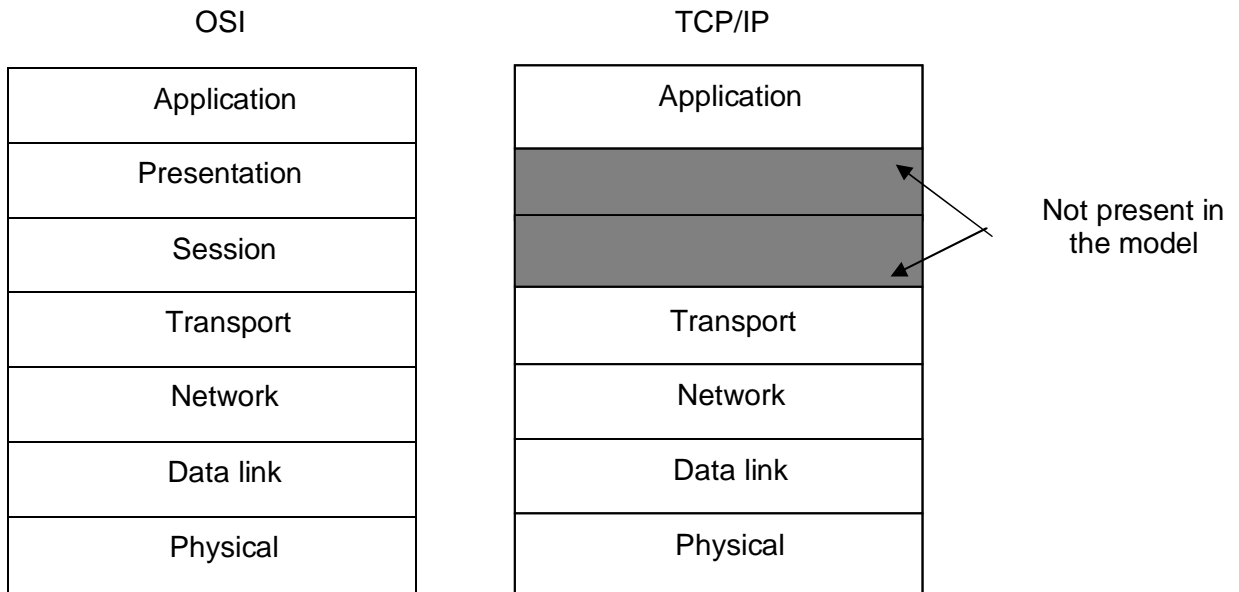 OSI
TCP/IP
Application
Presentation
Session
Transport
Network
Data link
Physical
Application
Transport
Network
Data link
Physical
Not present in
the model